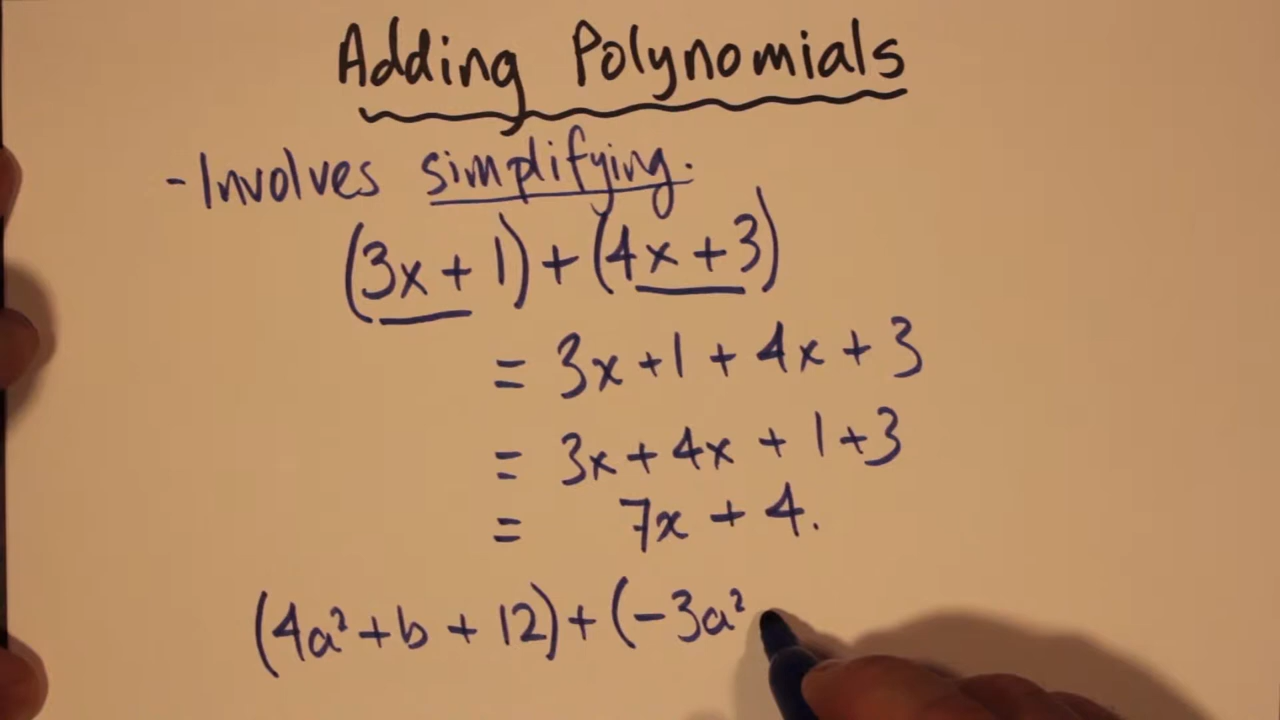 Adding Polynomials
- Involves simplifying.
(3x + 1) + (4x + 3)
= 3x + 1 + 4x + 3
= 3x + 4x + 1 + 3
= 7x + 4.
(4a² + b + 12) + (-3a²